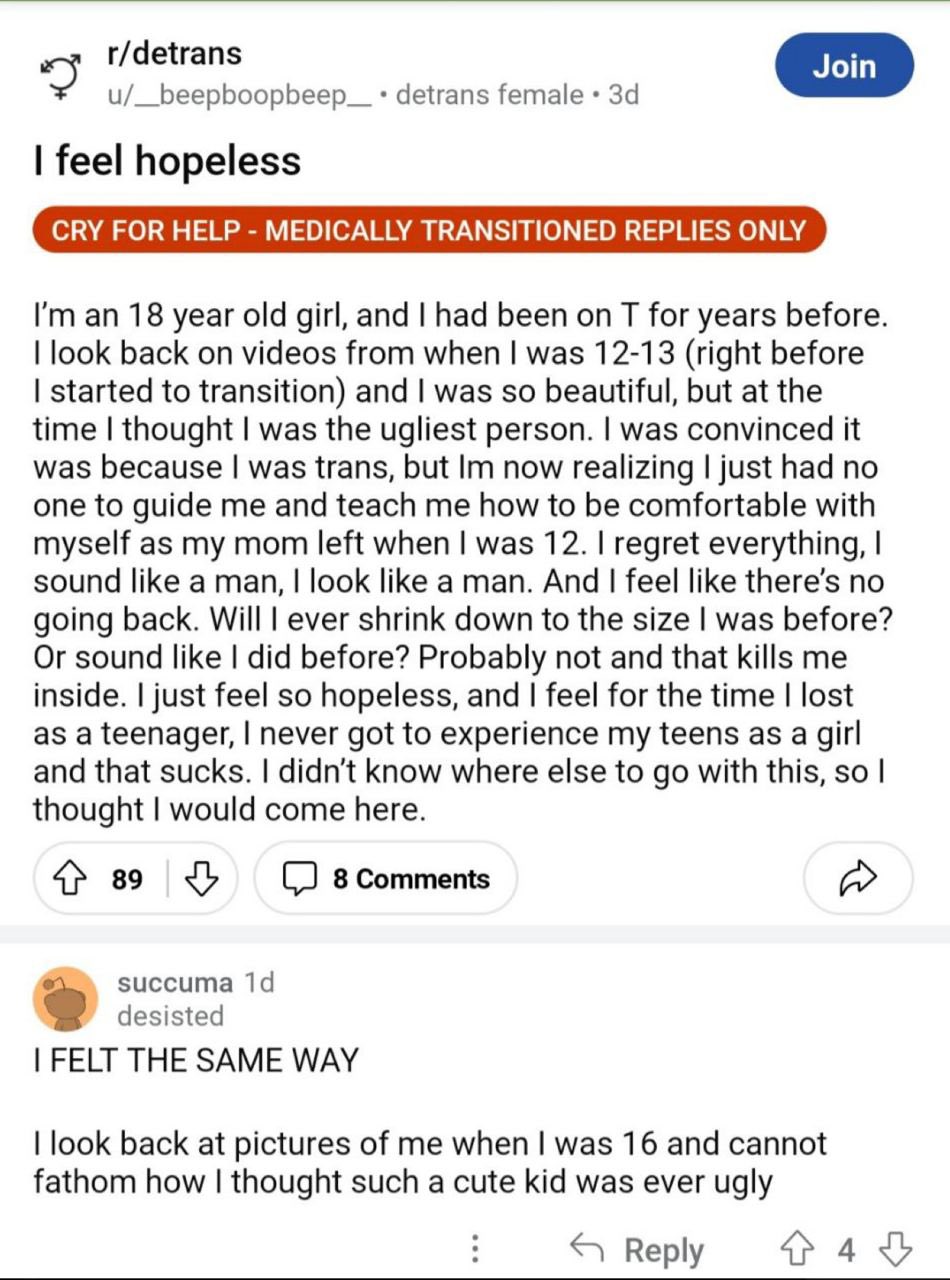 r/detrans
u/__beepboopbeep__ • detrans female • 3d
Join
I feel hopeless
CRY FOR HELP - MEDICALLY TRANSITIONED REPLIES ONLY
I'm an 18 year old girl, and I had been on T for years before.
I look back on videos from when I was 12-13 (right before
I started to transition) and I was so beautiful, but at the
time I thought I was the ugliest person. I was convinced it
was because I was trans, but Im now realizing I just had no
one to guide me and teach me how to be comfortable with
myself as my mom left when I was 12. I regret everything, I
sound like a man, I look like a man. And I feel like there's no
going back. Will I ever shrink down to the size I was before?
Or sound like I did before? Probably not and that kills me
inside. I just feel so hopeless, and I feel for the time I lost
as a teenager, I never got to experience my teens as a girl
and that sucks. I didn't know where else to go with this, so I
thought I would come here.
89
8 Comments
succuma 1d
desisted
I FELT THE SAME WAY
I look back at pictures of me when I was 16 and cannot
fathom how I thought such a cute kid was ever ugly
Reply
4